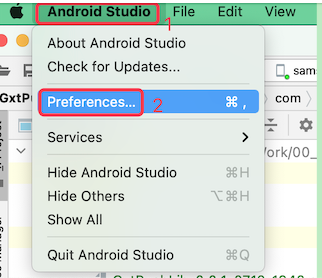 Android Studio File Edit View
1
About Android Studio
Check for Updates...
sam
GxtP
Preferences... 2 ⌘ ,
com
Services
Work/00_
Hide Android Studio ⌘H
Hide Others ⌥⌘H
Show All
Quit Android Studio ⌘Q